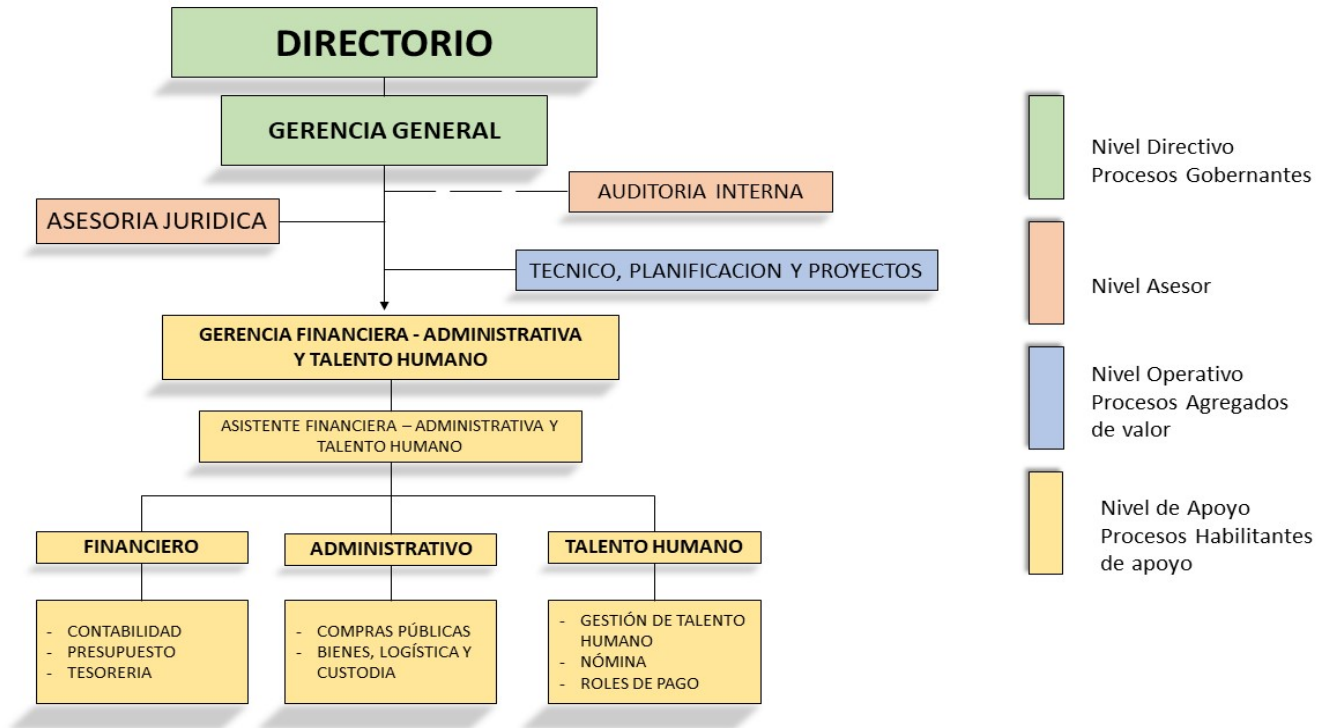 DIRECTORIO
GERENCIA GENERAL
AUDITORIA INTERNA
ASESORIA JURIDICA
TECNICO, PLANIFICACION Y PROYECTOS
GERENCIA FINANCIERA - ADMINISTRATIVA
Y TALENTO HUMANO
ASISTENTE FINANCIERA – ADMINISTRATIVA Y
TALENTO HUMANO
FINANCIERO
- CONTABILIDAD
- PRESUPUESTO
- TESORERIA
ADMINISTRATIVO
- COMPRAS PÚBLICAS
- BIENES, LOGÍSTICA Y
CUSTODIA
TALENTO HUMANO
- GESTIÓN DE TALENTO
HUMANO
- NÓMINA
- ROLES DE PAGO
Nivel Directivo
Procesos Gobernantes
Nivel Asesor
Nivel Operativo
Procesos Agregados
de valor
Nivel de Apoyo
Procesos Habilitantes
de apoyo